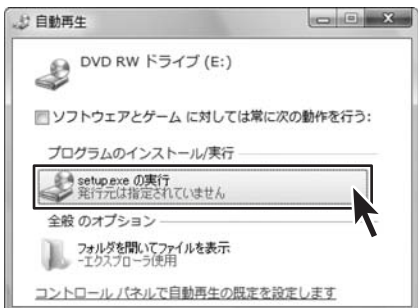 自動再生
DVD RW ドライブ (E:)
ソフトウェアとゲーム に対しては常に次の動作を行う:
プログラムのインストール/実行
setup.exe の実行
発行元は指定されていません
全般 のオプション
フォルダを開いてファイルを表示
-エクスプローラ使用
コントロール パネルで自動再生の既定を設定します